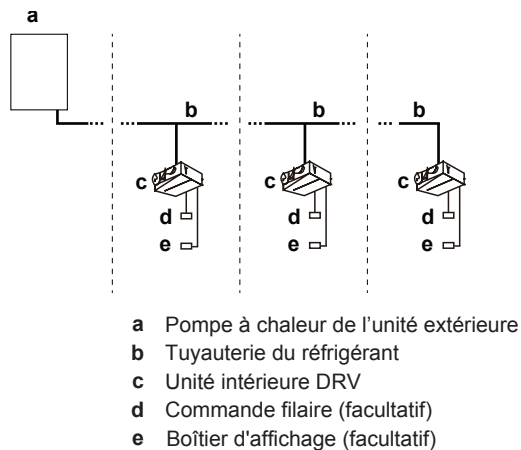 a
b b b
c c c
d d d
e e e
a Pompe à chaleur de l’unité extérieure
b Tuyauterie du réfrigérant
c Unité intérieure DRV
d Commande filaire (facultatif)
e Boîtier d'affichage (facultatif)